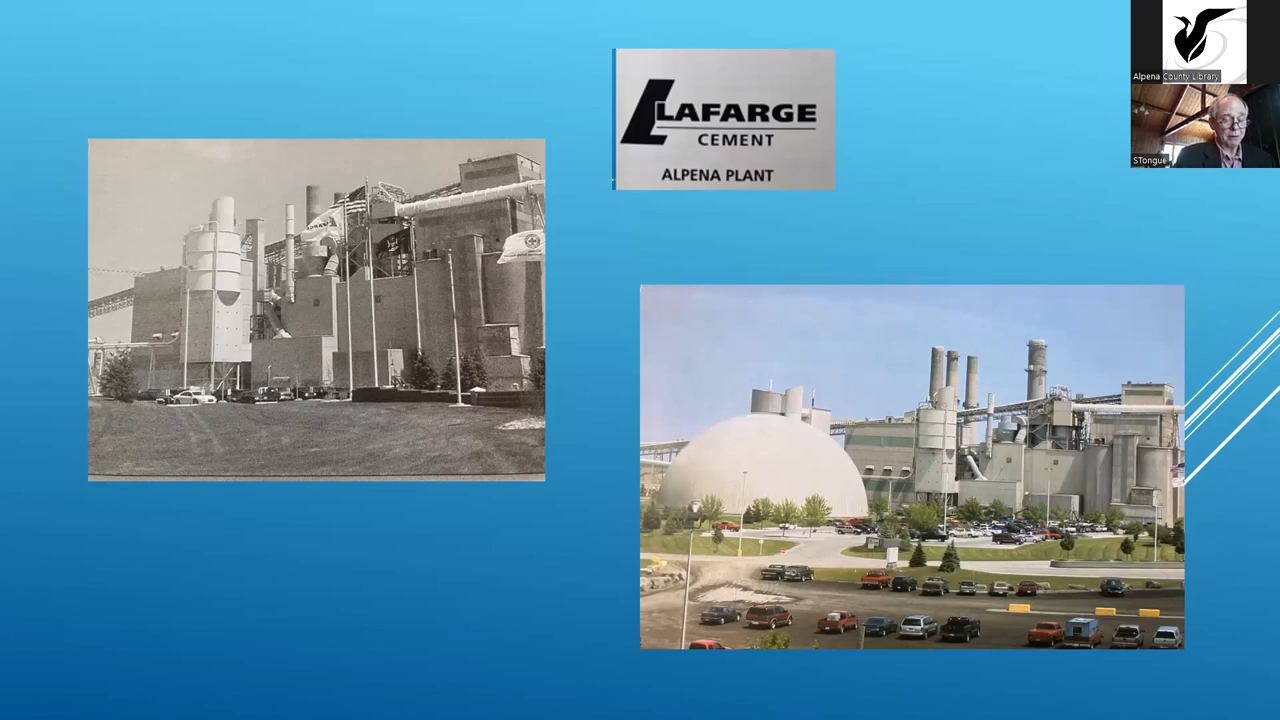 LAFARGE
CEMENT
ALPENA PLANT
Alpena County Library
STongue